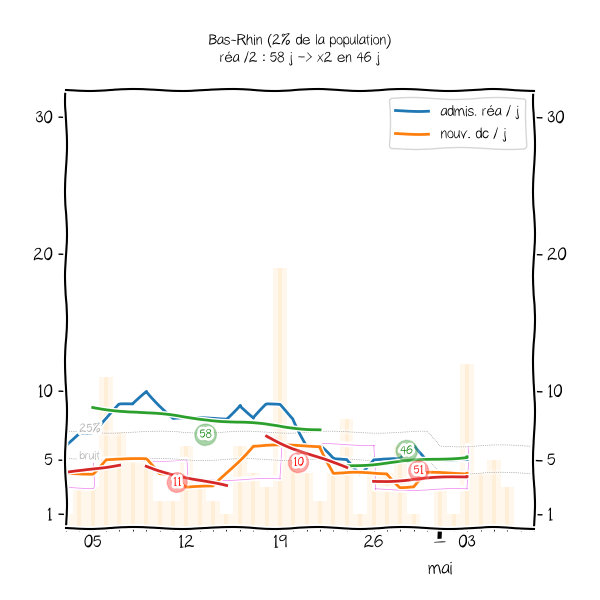 Bas-Rhin (2% de la population)
réa /2 : 58 j -> x2 en 46 j
admis. réa / j
nouv. dc / j
30 30
20 20
10 10
25%
58
46
5 bruit 5
10
51
11
1 1
05 12 19 26 03
mai